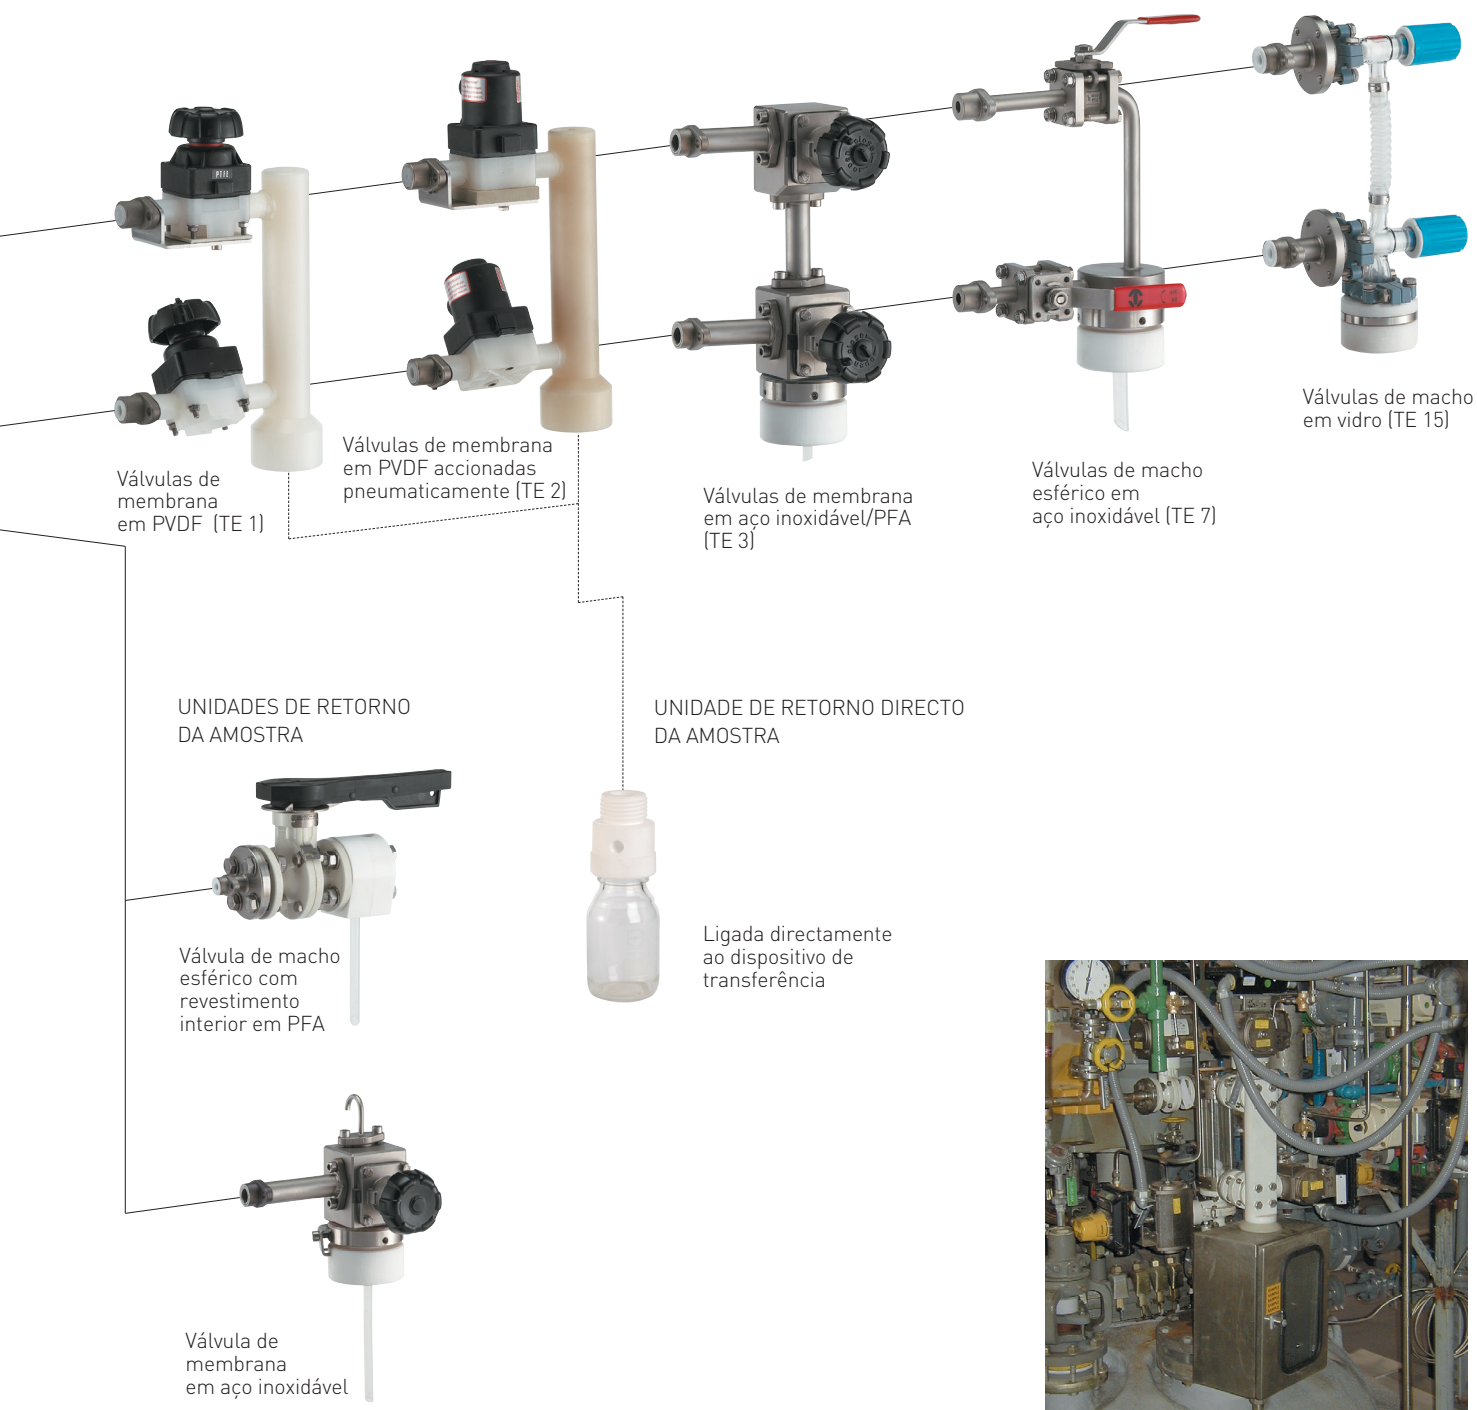 PTFE
Válvulas de macho
em vidro (TE 15)
Válvulas de membrana
em PVDF accionadas
pneumaticamente (TE 2)
Válvulas de
membrana
em PVDF (TE 1)
Válvulas de membrana
em aço inoxidável/PFA
(TE 3)
Válvulas de macho
esférico em
aço inoxidável (TE 7)
UNIDADES DE RETORNO
DA AMOSTRA
UNIDADE DE RETORNO DIRECTO
DA AMOSTRA
Válvula de macho
esférico com
revestimento
interior em PFA
Ligada directamente
ao dispositivo de
transferência
Válvula de
membrana
em aço inoxidável